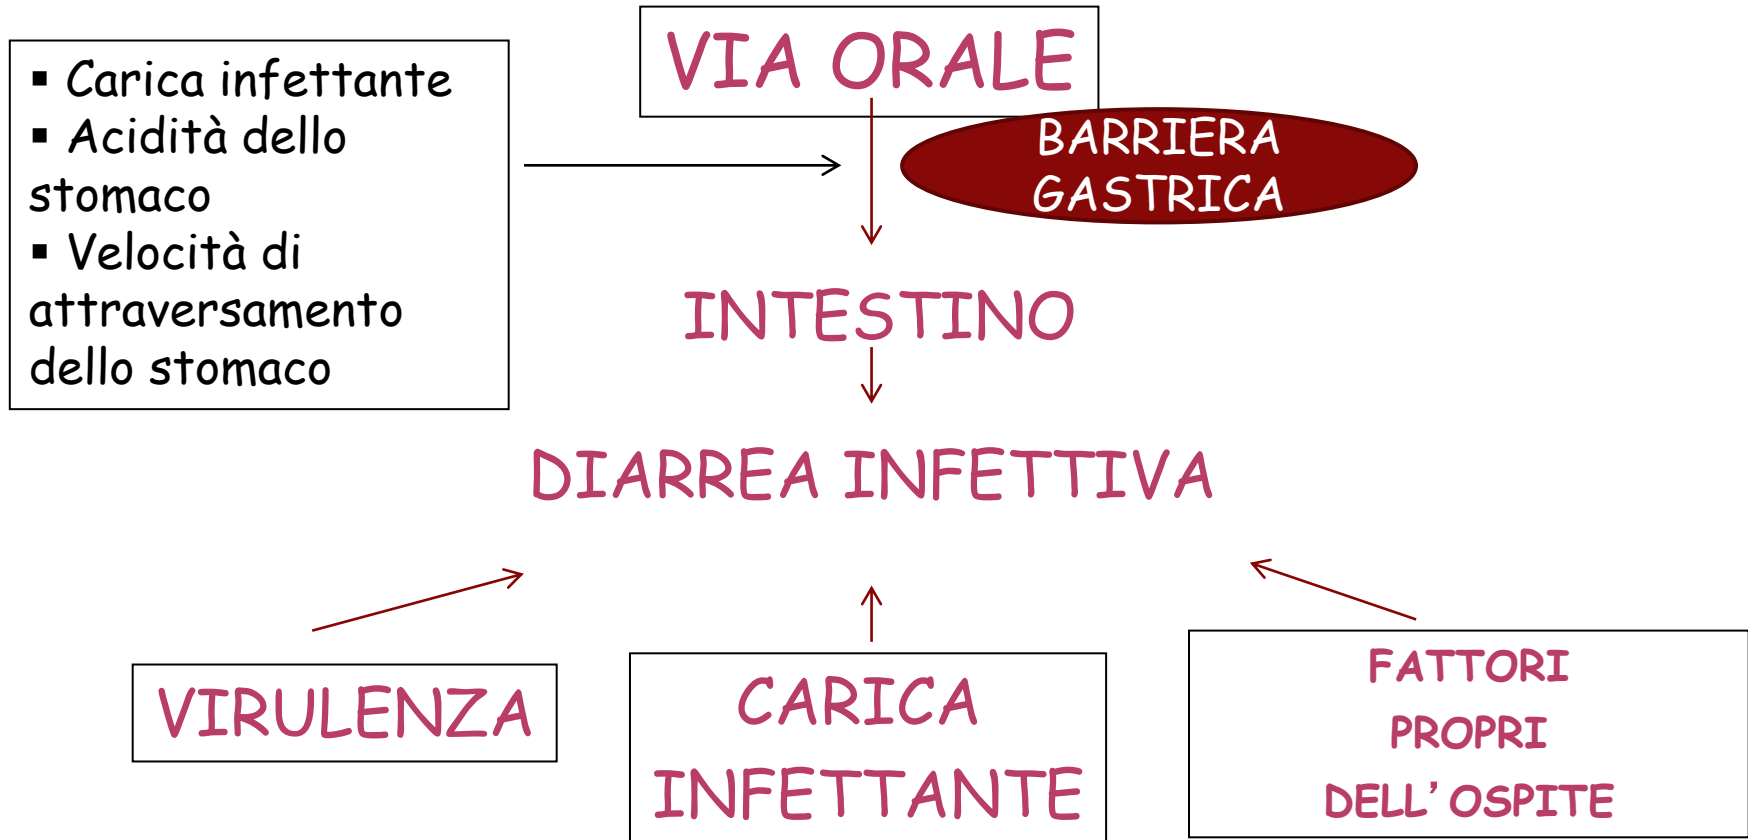 VIA ORALE
▪ Carica infettante
▪ Acidità dello
stomaco
▪ Velocità di
attraversamento
dello stomaco
BARRIERA
GASTRICA
INTESTINO
DIARREA INFETTIVA
VIRULENZA
CARICA
INFETTANTE
FATTORI
PROPRI
DELL’OSPITE